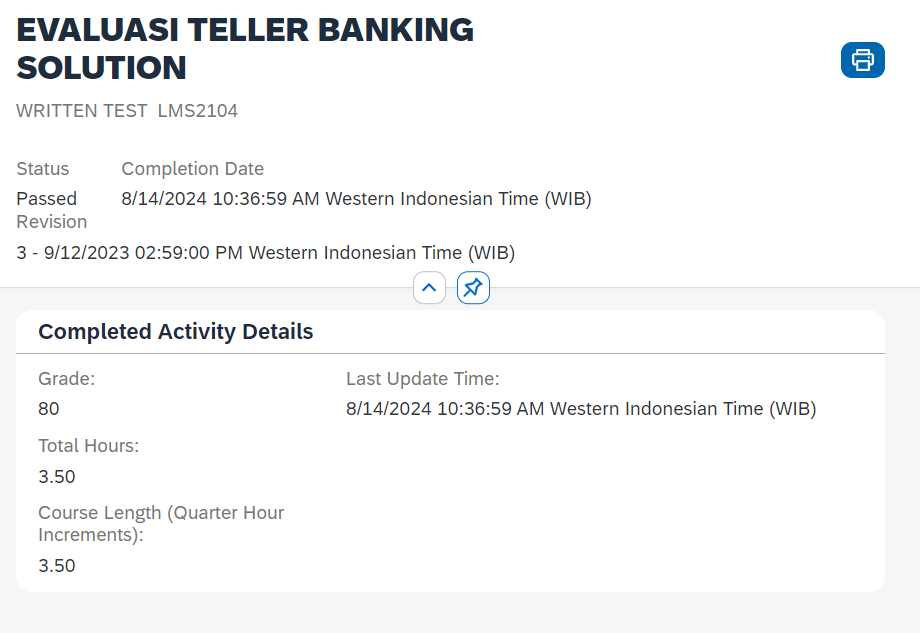 EVALUASI TELLER BANKING
SOLUTION
WRITTEN TEST LMS2104
Status
Completion Date
Passed
8/14/2024 10:36:59 AM Western Indonesian Time (WIB)
Revision
3 - 9/12/2023 02:59:00 PM Western Indonesian Time (WIB)
Completed Activity Details
Grade:
Last Update Time:
80
8/14/2024 10:36:59 AM Western Indonesian Time (WIB)
Total Hours:
3.50
Course Length (Quarter Hour
Increments):
3.50